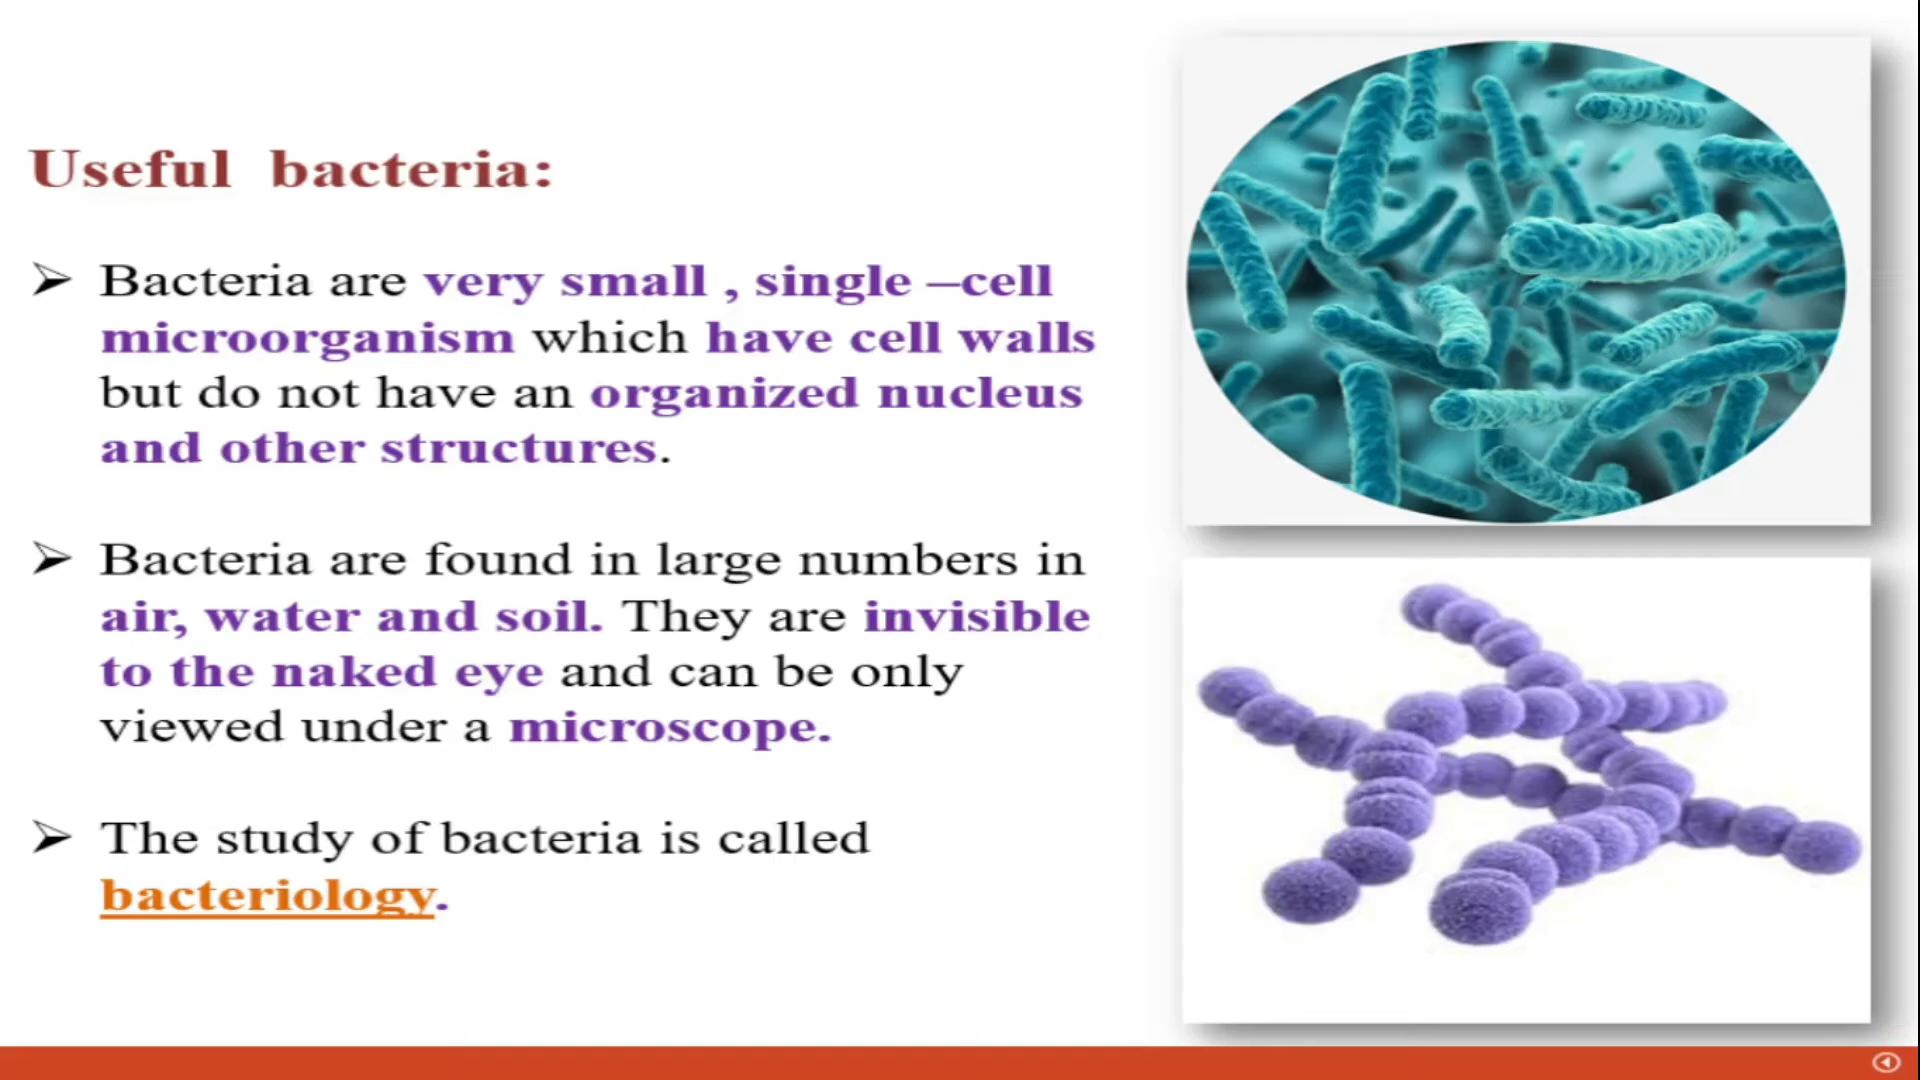 Useful bacteria:
➢ Bacteria are very small , single –cell
microorganism which have cell walls
but do not have an organized nucleus
and other structures.
➢ Bacteria are found in large numbers in
air, water and soil. They are invisible
to the naked eye and can be only
viewed under a microscope.
➢ The study of bacteria is called
bacteriology.